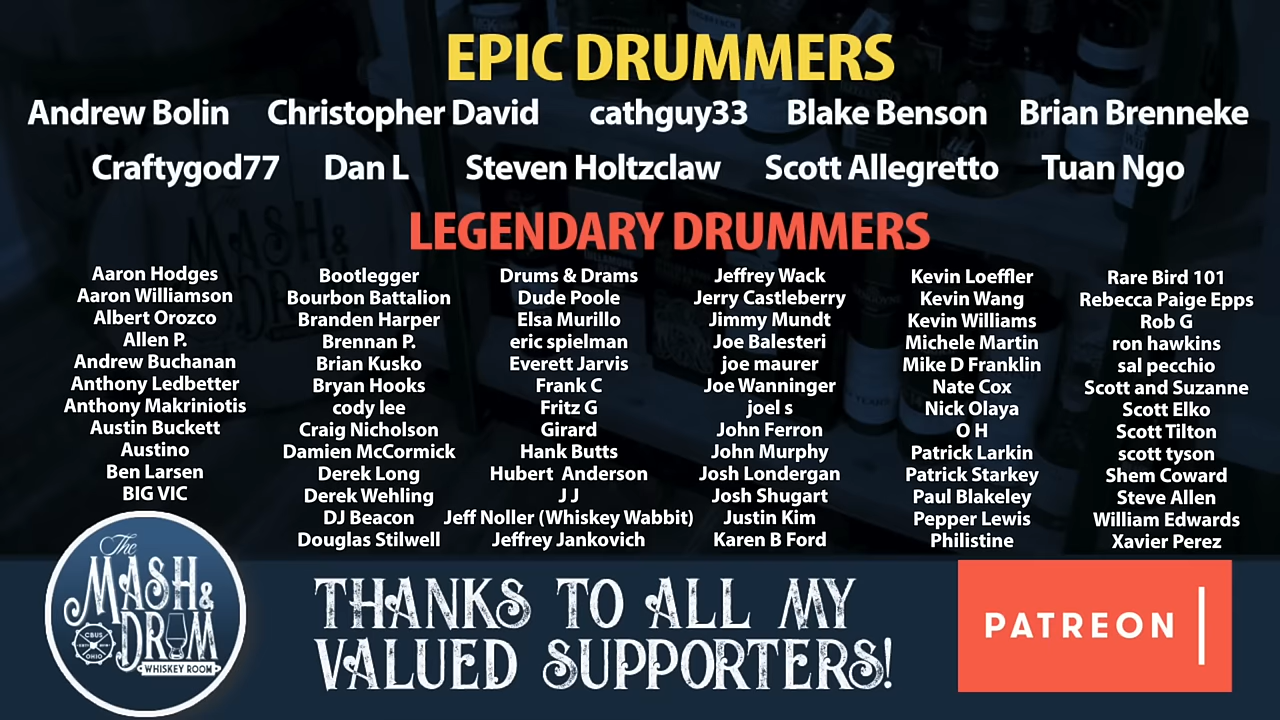 EPIC DRUMMERS
Andrew Bolin Christopher David cathguy33 Blake Benson Brian Brenneke
Craftygod77 Dan L Steven Holtzclaw Scott Allegretto Tuan Ngo
LEGENDARY DRUMMERS
Aaron Hodges
Aaron Williamson
Albert Orozco
Allen P.
Andrew Buchanan
Anthony Ledbetter
Anthony Makriniotis
Austin Buckett
Austino
Ben Larsen
BIG VIC
Bootlegger
Bourbon Battalion
Branden Harper
Brennan P.
Brian Kusko
Bryan Hooks
cody lee
Craig Nicholson
Damien McCormick
Derek Long
Derek Wehling
DJ Beacon
Douglas Stilwell
Drums & Drams
Dude Poole
Elsa Murillo
eric spielman
Everett Jarvis
Frank C
Fritz G
Girard
Hank Butts
Hubert Anderson
J J
Jeff Noller (Whiskey Wabbit)
Jeffrey Jankovich
Jeffrey Wack
Jerry Castleberry
Jimmy Mundt
Joe Balesteri
joe maurer
Joe Wanninger
joel s
John Ferron
John Murphy
Josh Londergan
Josh Shugart
Justin Kim
Karen B Ford
Kevin Loeffler
Kevin Wang
Kevin Williams
Michele Martin
Mike D Franklin
Nate Cox
Nick Olaya
O H
Patrick Larkin
Patrick Starkey
Paul Blakeley
Pepper Lewis
Philistine
Rare Bird 101
Rebecca Paige Epps
Rob G
ron hawkins
sal pecchio
Scott and Suzanne
Scott Elko
Scott Tilton
scott tyson
Shem Coward
Steve Allen
William Edwards
Xavier Perez
The
MASH &
DRUM
CBUS
OHIO
WHISKEY ROOM
THANKS TO ALL MY
VALUED SUPPORTERS!
PATREON